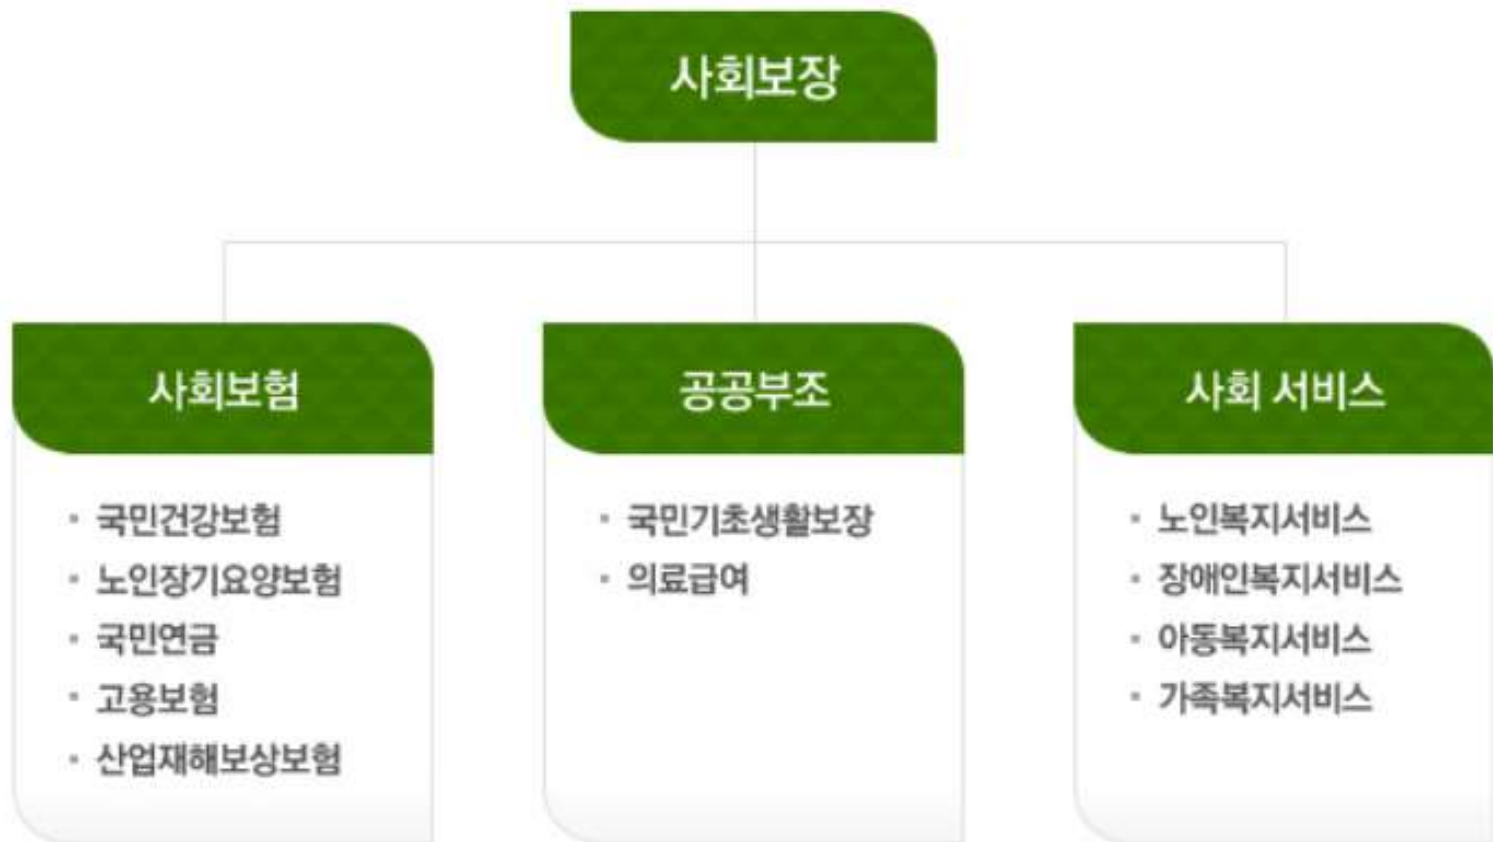 사회보장
사회보험
국민건강보험
노인장기요양보험
국민연금
고용보험
산업재해보상보험
공공부조
국민기초생활보장
의료급여
사회 서비스
노인복지서비스
장애인복지서비스
아동복지서비스
가족복지서비스